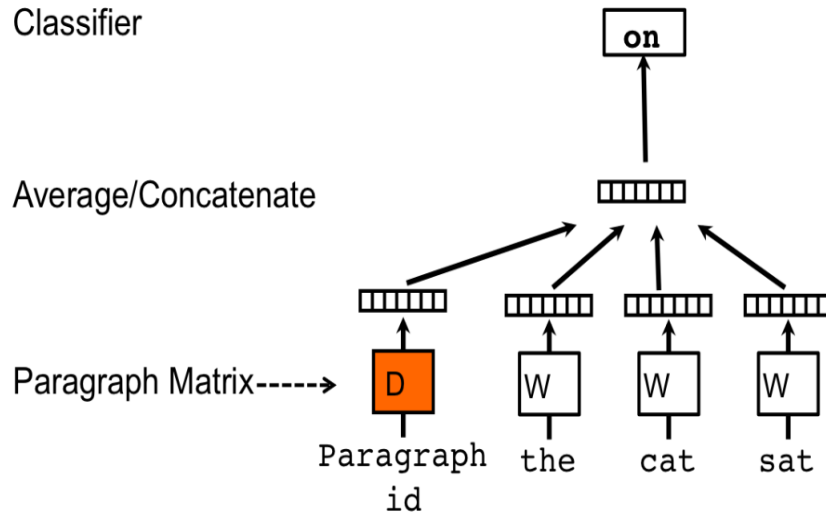 Classifier
on
Average/Concatenate
Paragraph Matrix
D
W
W
W
Paragraph
id
the
cat
sat